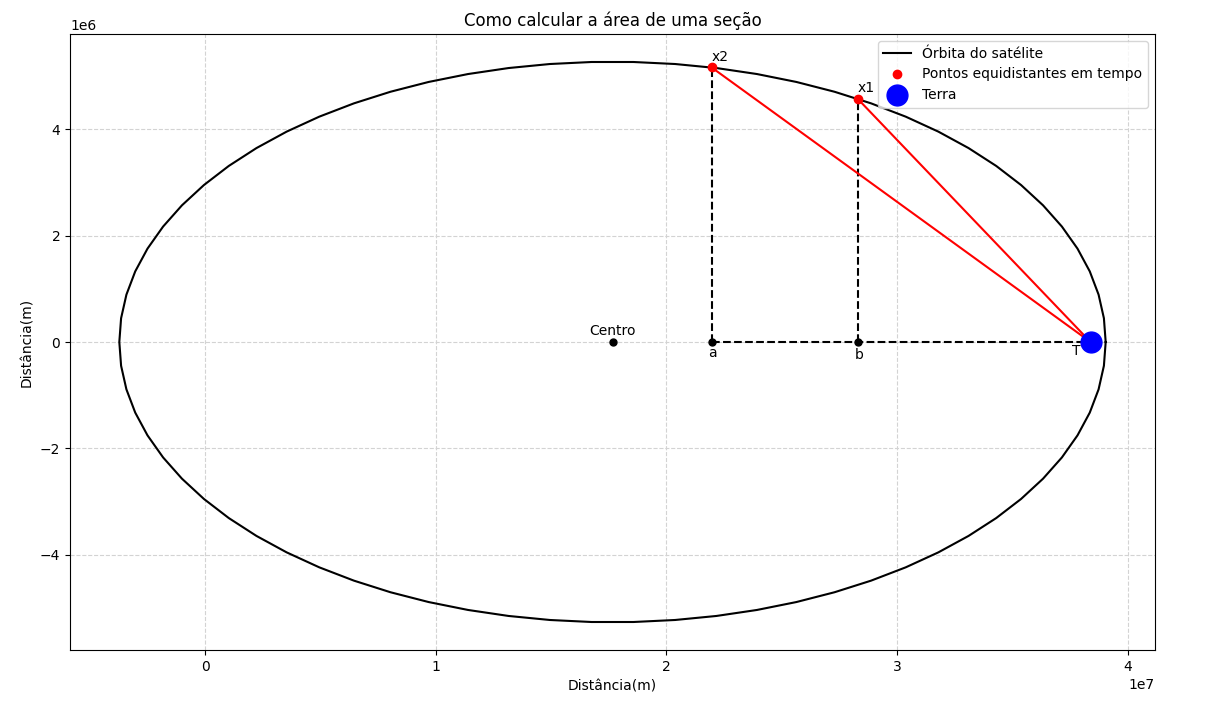 Como calcular a área de uma seção
1e6
x2
x1
Órbita do satélite
Pontos equidistantes em tempo
Terra
4
2
0
−2
−4
Distância(m)
Centro
a
b
T
0
1
2
3
4
Distância(m)
1e7